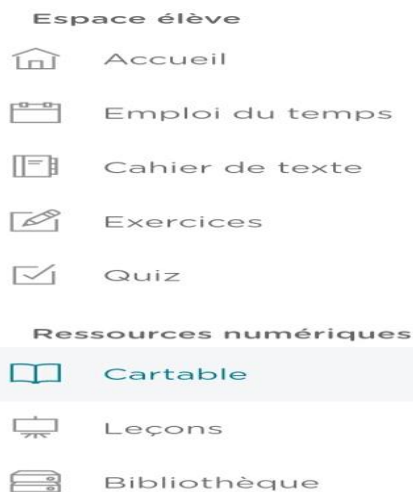 Espace élève
Accueil
Emploi du temps
Cahier de texte
Exercices
Quiz
Ressources numériques
Cartable
Leçons
Bibliothèque